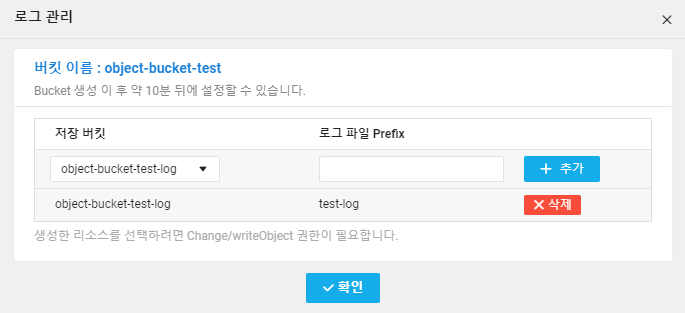 로그 관리
버킷 이름 : object-bucket-test
Bucket 생성 이 후 약 10분 뒤에 설정할 수 있습니다.
저장 버킷 로그 파일 Prefix
object-bucket-test-log 추가
object-bucket-test-log test-log 삭제
생성한 리소스를 선택하려면 Change/writeObject 권한이 필요합니다.
확인